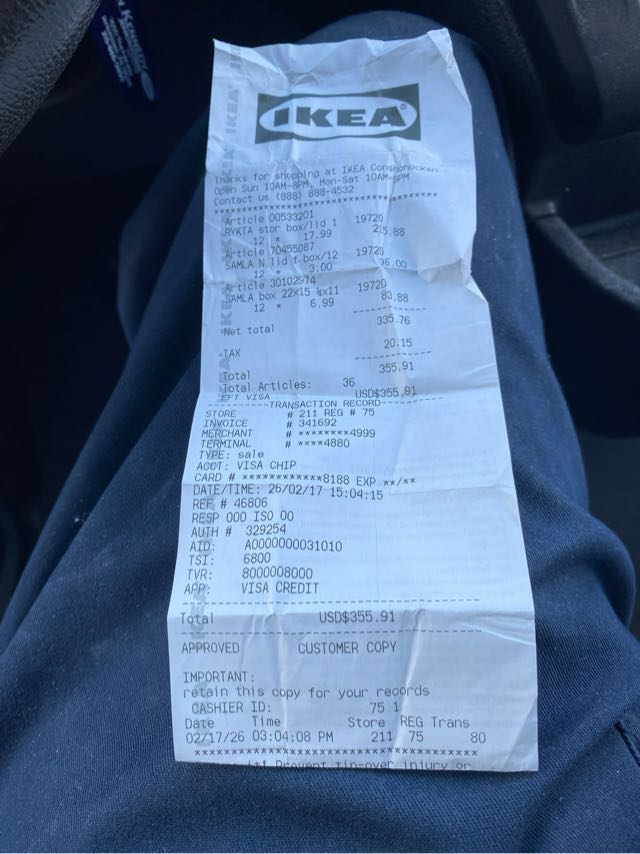 IKEA
Thanks for shopping at IKEA Conshohocken
Open Sun 10AM-8PM, Mon-Sat 10AM-9PM
Contact us (888) 888-4532
****************************************
Article 00533201 19720
RYKTA stor box/lid 1 215.88
12 * 17.99
Article 70455087 19720
SAMLA N lid f box/12 36.00
12 * 3.00
Article 30102974 19720
SAMLA box 22x15 ¼x11 83.88
12 * 6.99
Net total 335.76
TAX 20.15
Total 355.91
Total Articles: 36
EFT VISA USD$355.91
TRANSACTION RECORD
STORE # 211 REG # 75
INVOICE # 341692
MERCHANT # ********4999
TERMINAL # ****4880
TYPE: sale
ACCT: VISA CHIP
CARD # ************8188 EXP **/**
DATE/TIME: 26/02/17 15:04:15
REF # 46806
RESP 000 ISO 00
AUTH # 329254
AID: A0000000031010
TSI: 6800
TVR: 8000008000
APP: VISA CREDIT
Total USD$355.91
APPROVED CUSTOMER COPY
IMPORTANT:
retain this copy for your records
CASHIER ID: 75 1
Date Time Store REG Trans
02/17/26 03:04:08 PM 211 75 80
****************************************
it! Prevent tip-over injury or